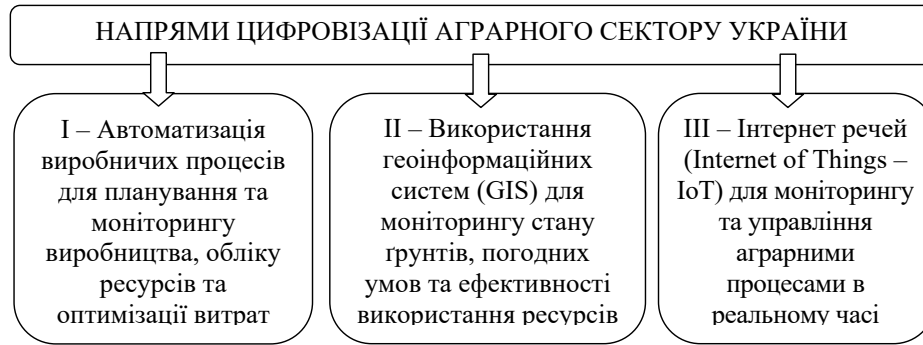 НАПРЯМИ ЦИФРОВІЗАЦІЇ АГРАРНОГО СЕКТОРУ УКРАЇНИ
І – Автоматизація
виробничих процесів
для планування та
моніторингу
виробництва, обліку
ресурсів та
оптимізації витрат
ІІ – Використання
геоінформаційних
систем (GIS) для
моніторингу стану
ґрунтів, погодних
умов та ефективності
використання ресурсів
ІІІ – Інтернет речей
(Internet of Things –
IoT) для моніторингу
та управління
аграрними
процесами в
реальному часі